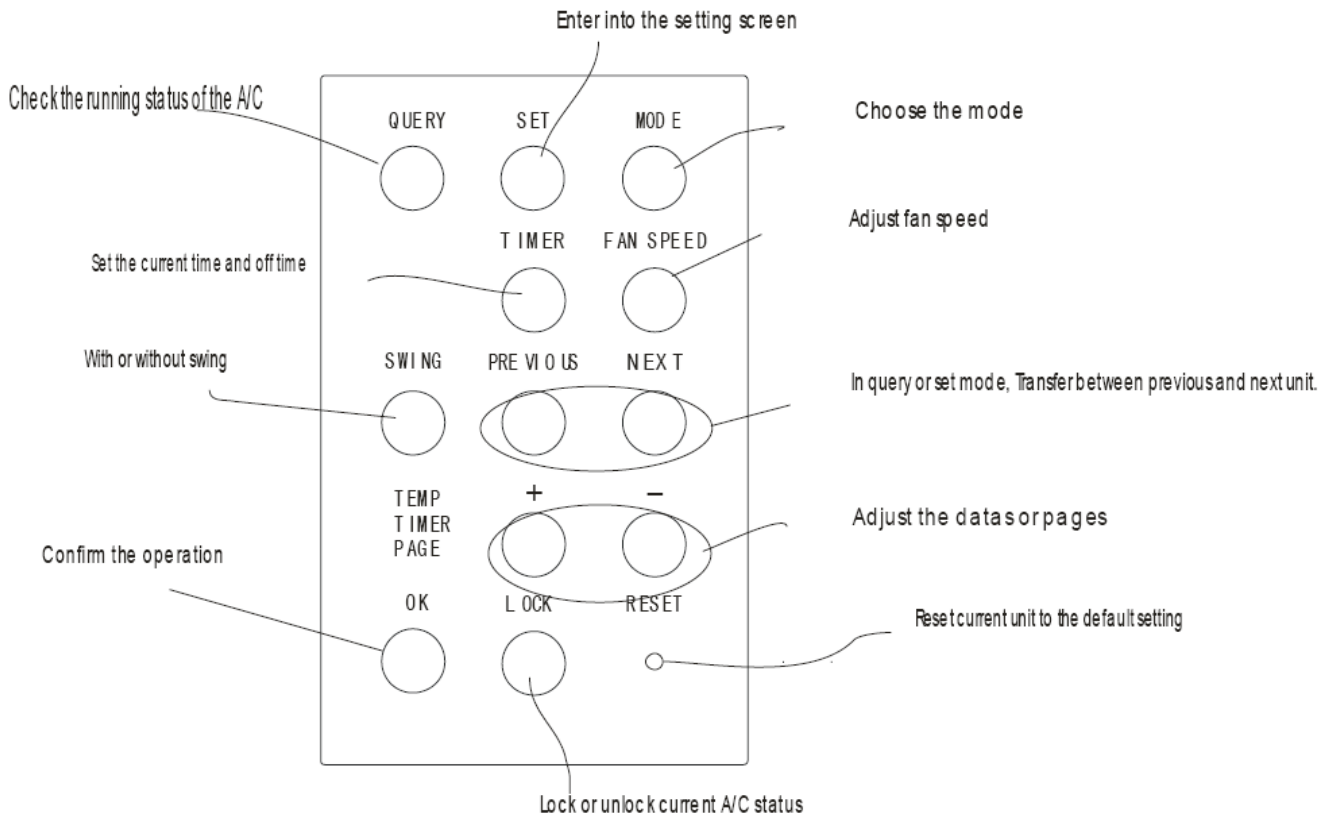 Enter into the setting screen
Check the running status of the A/C
QUERY SET MODE
Choose the mode
Adjust fan speed
TIMER FAN SPEED
Set the current time and off time
With or without swing
SWING PREVIOUS NEXT
In query or set mode, Transfer between previous and next unit.
TEMP + −
TIMER
PAGE
Adjust the datas or pages
Confirm the operation
OK LOCK RESET
Reset current unit to the default setting
Lock or unlock current A/C status